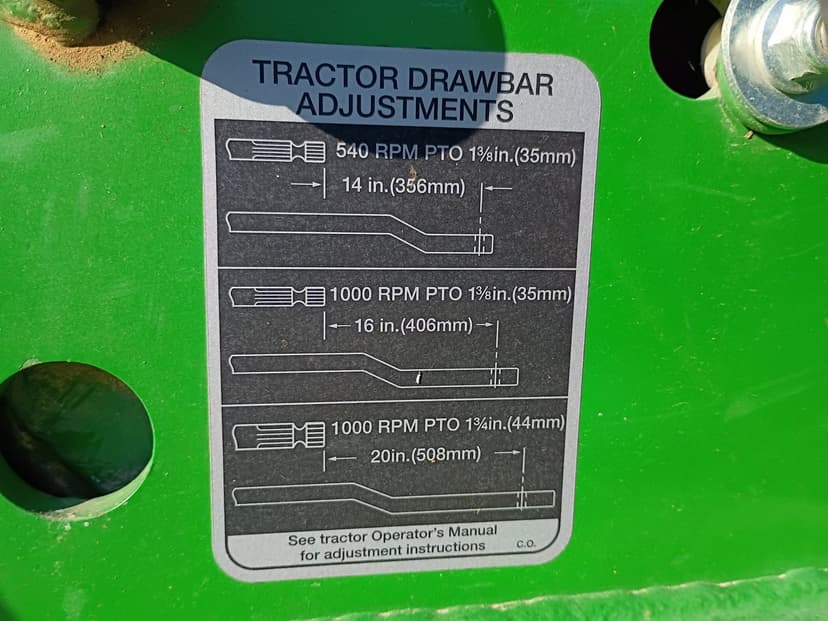 TRACTOR DRAWBAR
ADJUSTMENTS
540 RPM PTO 1⅜in.(35mm)
14 in.(356mm)
1000 RPM PTO 1⅜in.(35mm)
16 in.(406mm)
1000 RPM PTO 1¾in.(44mm)
20in.(508mm)
See tractor Operator's Manual
for adjustment instructions
C.O.